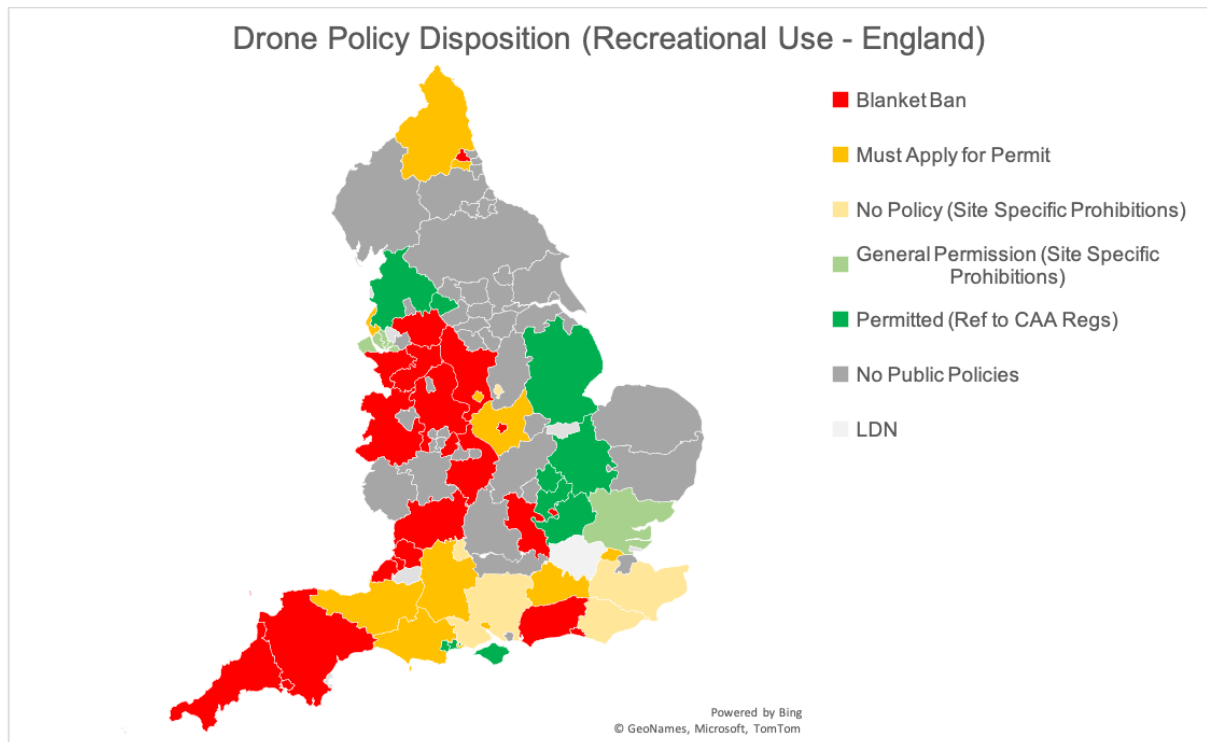 Drone Policy Disposition (Recreational Use - England)
Blanket Ban
Must Apply for Permit
No Policy (Site Specific Prohibitions)
General Permission (Site Specific
Prohibitions)
Permitted (Ref to CAA Regs)
No Public Policies
LDN
Powered by Bing
© GeoNames, Microsoft, TomTom